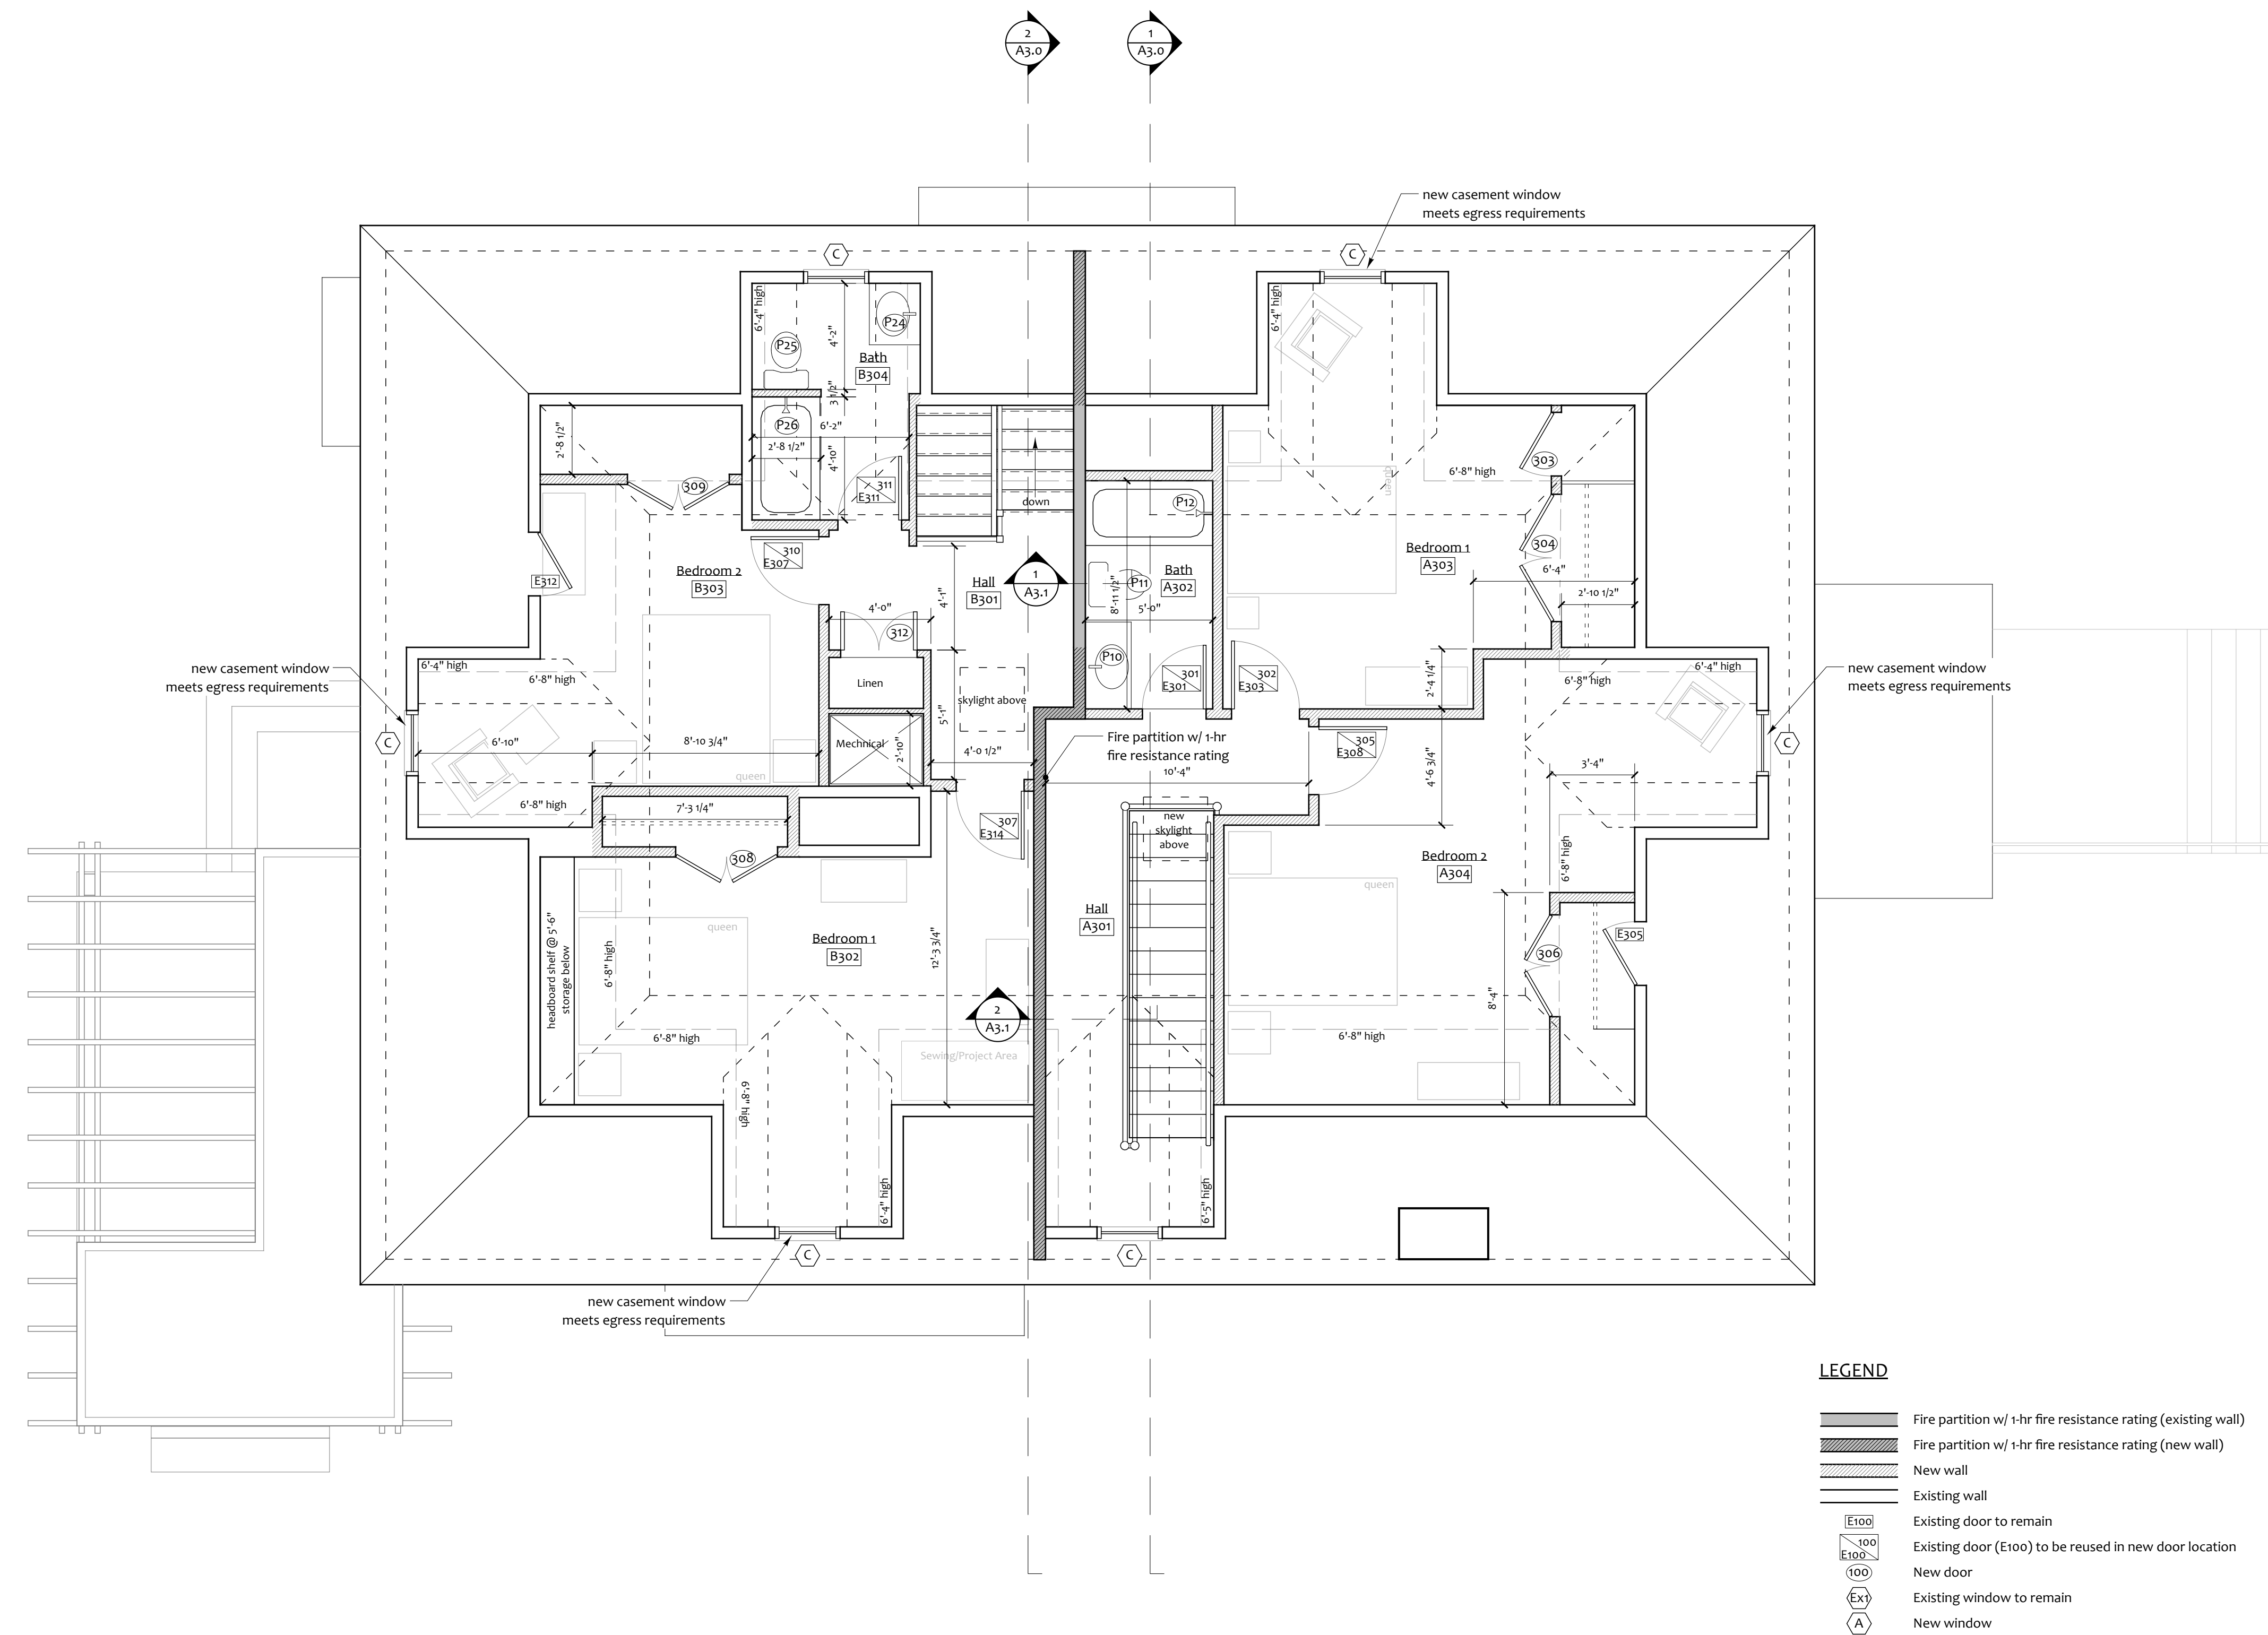 2
A3.0
1
A3.0
new casement window
meets egress requirements
C
C
6'-4" high
P24
4'-2"
P25
Bath
B304
3 1/2"
6'-4" high
2'-8 1/2"
P26
6'-2"
2'-8 1/2"
4'-10"
309
311
E311
down
303
6'-8" high
queen
P12
304
310
E307
Bedroom 1
A303
6'-4"
E312
Bedroom 2
B303
Hall
B301
1
A3.1
8'-11 1/2"
P11
Bath
A302
5'-0"
2'-10 1/2"
4'-1"
4'-0"
312
new casement window
meets egress requirements
6'-4" high
6'-8" high
Linen
skylight above
P10
301
E301
302
E303
2'-4 1/4"
6'-8" high
6'-4" high
new casement window
meets egress requirements
5'-1"
C
6'-10"
8'-10 3/4"
Mechnical
2'-10"
4'-0 1/2"
Fire partition w/ 1-hr
fire resistance rating
10'-4"
305
E308
4'-6 3/4"
C
3'-4"
queen
6'-8" high
7'-3 1/4"
307
E314
new
skylight
above
308
Bedroom 2
A304
6'-8" high
queen
Hall
A301
queen
Bedroom 1
B302
12'-3 3/4"
6'-8" high
headboard shelf @ 5'-6"
storage below
E305
306
8'-4"
2
A3.1
6'-8" high
Sewing/Project Area
6'-8" high
6'-8" high
6'-4" high
6'-5" high
C
C
new casement window
meets egress requirements
LEGEND
Fire partition w/ 1-hr fire resistance rating (existing wall)
Fire partition w/ 1-hr fire resistance rating (new wall)
New wall
Existing wall
E100
Existing door to remain
100
E100
Existing door (E100) to be reused in new door location
100
New door
Ex1
Existing window to remain
A
New window